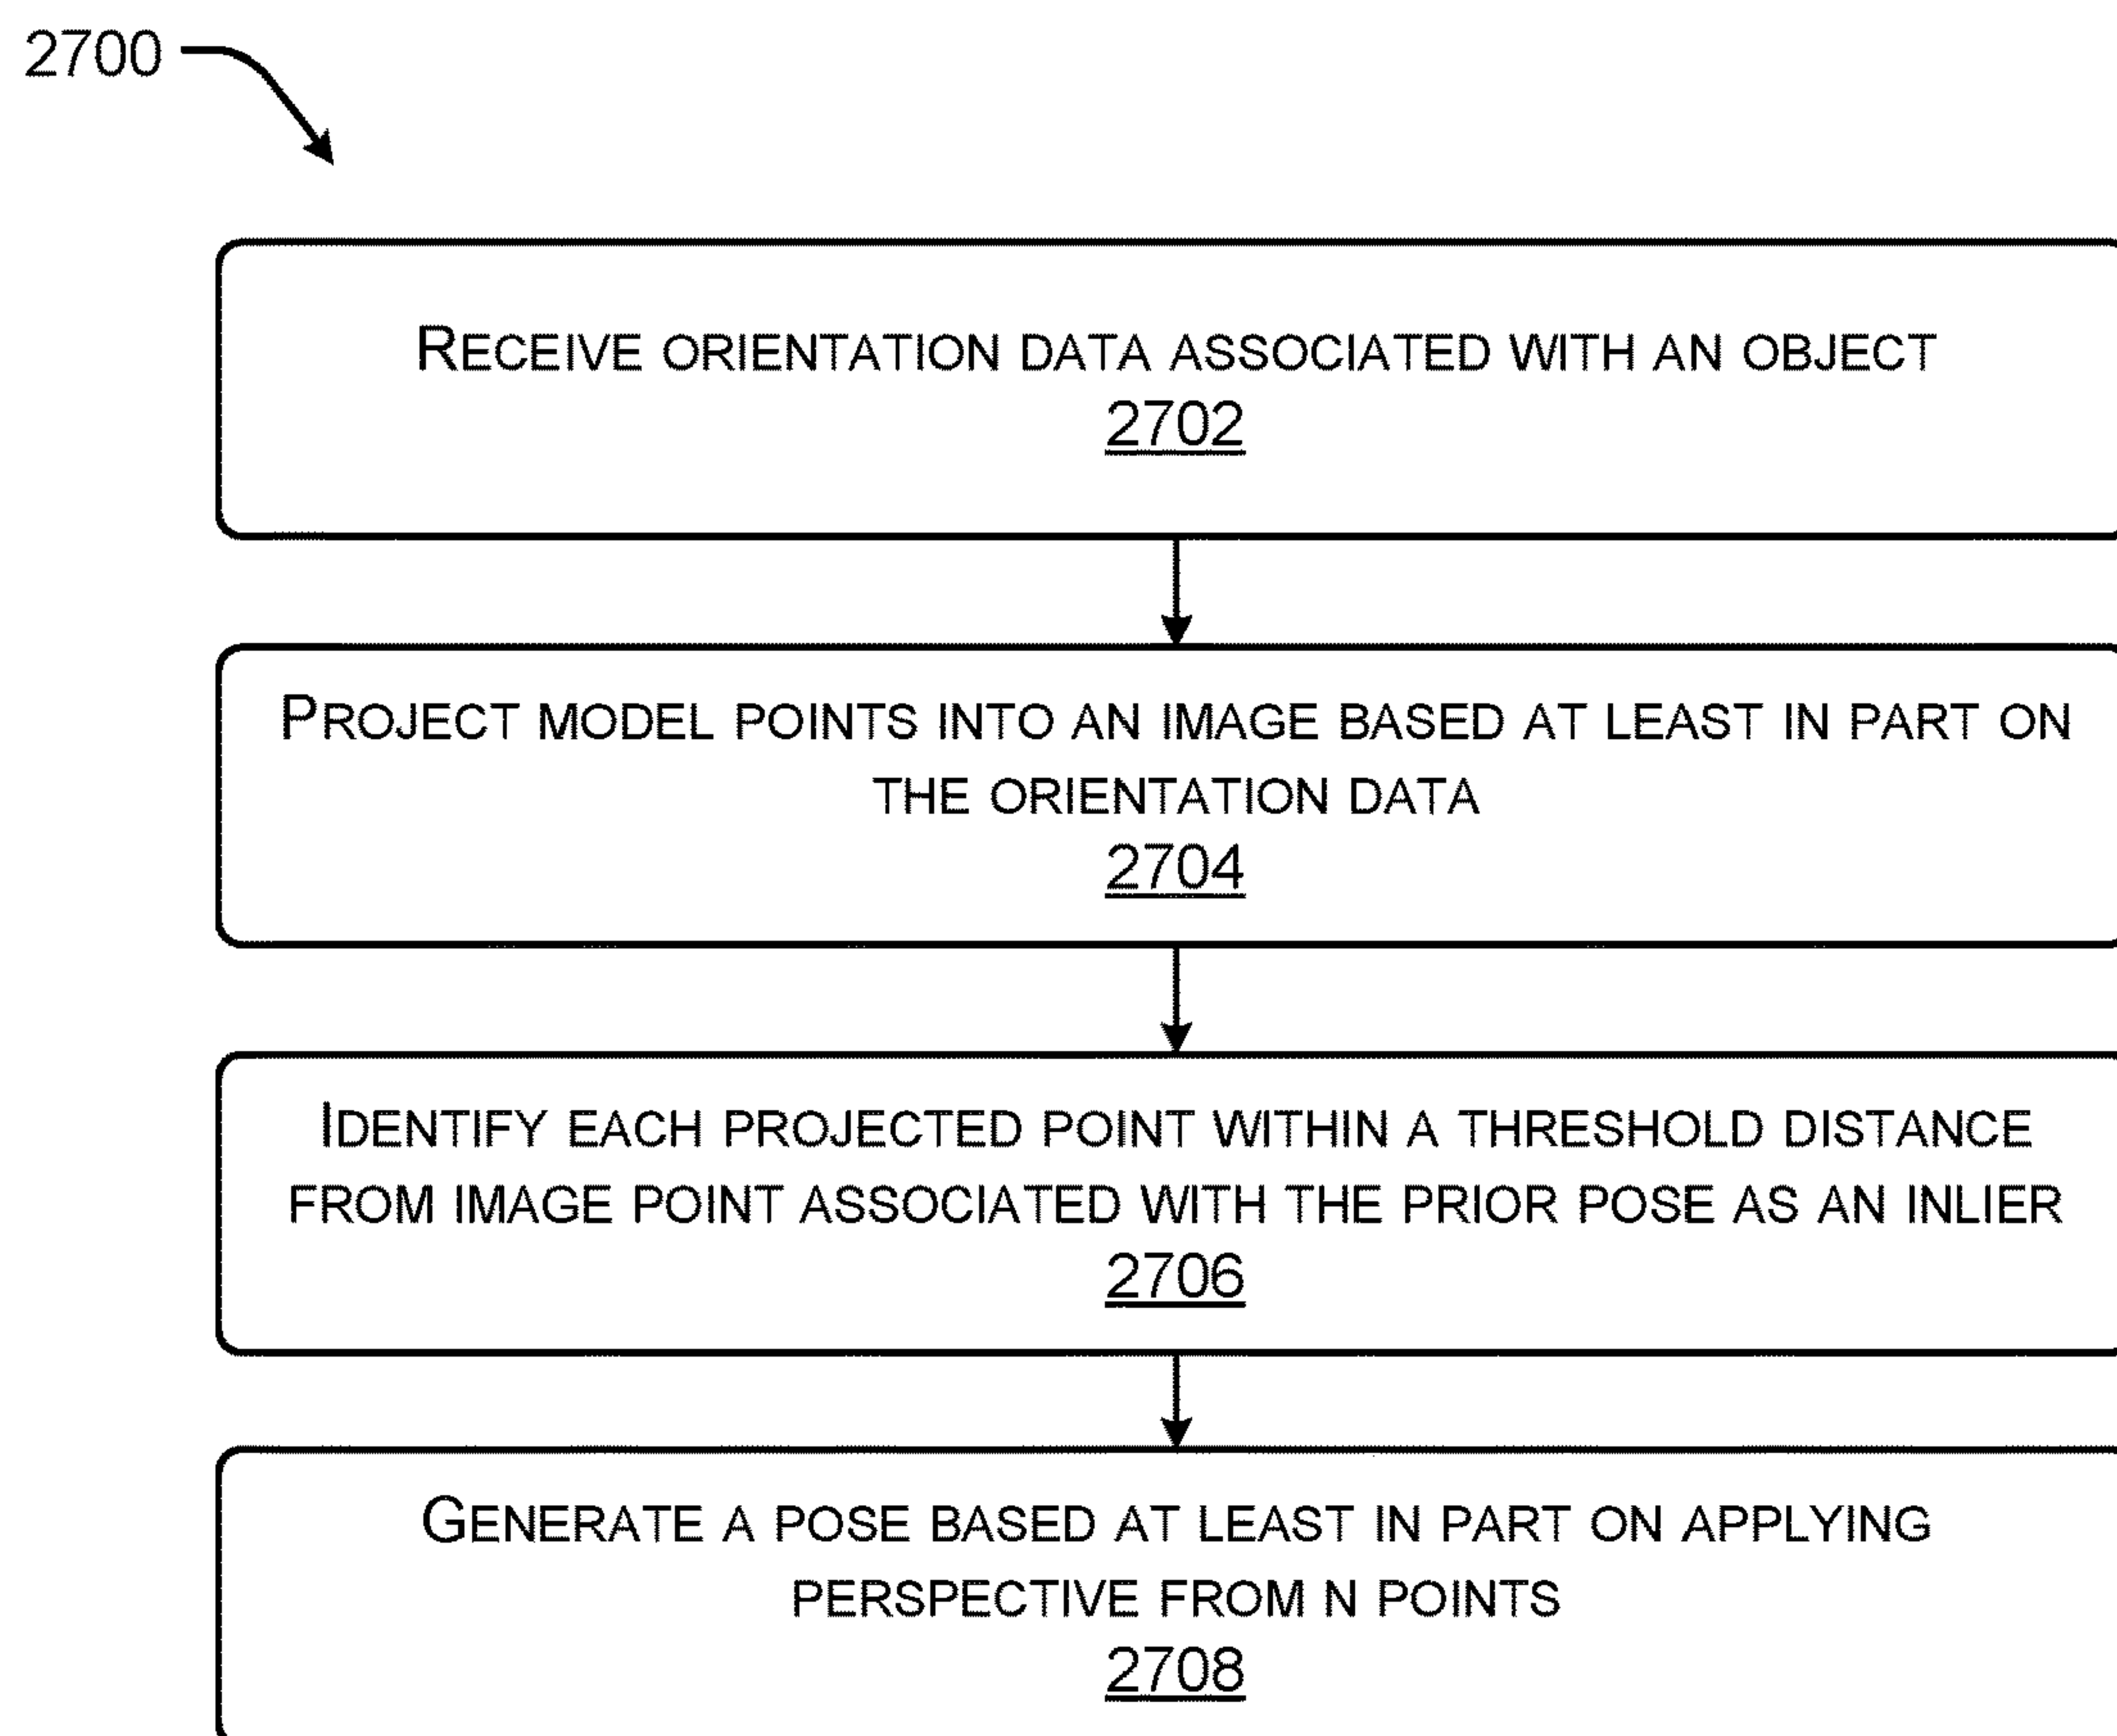 2700
RECEIVE ORIENTATION DATA ASSOCIATED WITH AN OBJECT
2702
PROJECT MODEL POINTS INTO AN IMAGE BASED AT LEAST IN PART ON
THE ORIENTATION DATA
2704
IDENTIFY EACH PROJECTED POINT WITHIN A THRESHOLD DISTANCE
FROM IMAGE POINT ASSOCIATED WITH THE PRIOR POSE AS AN INLIER
2706
GENERATE A POSE BASED AT LEAST IN PART ON APPLYING
PERSPECTIVE FROM N POINTS
2708